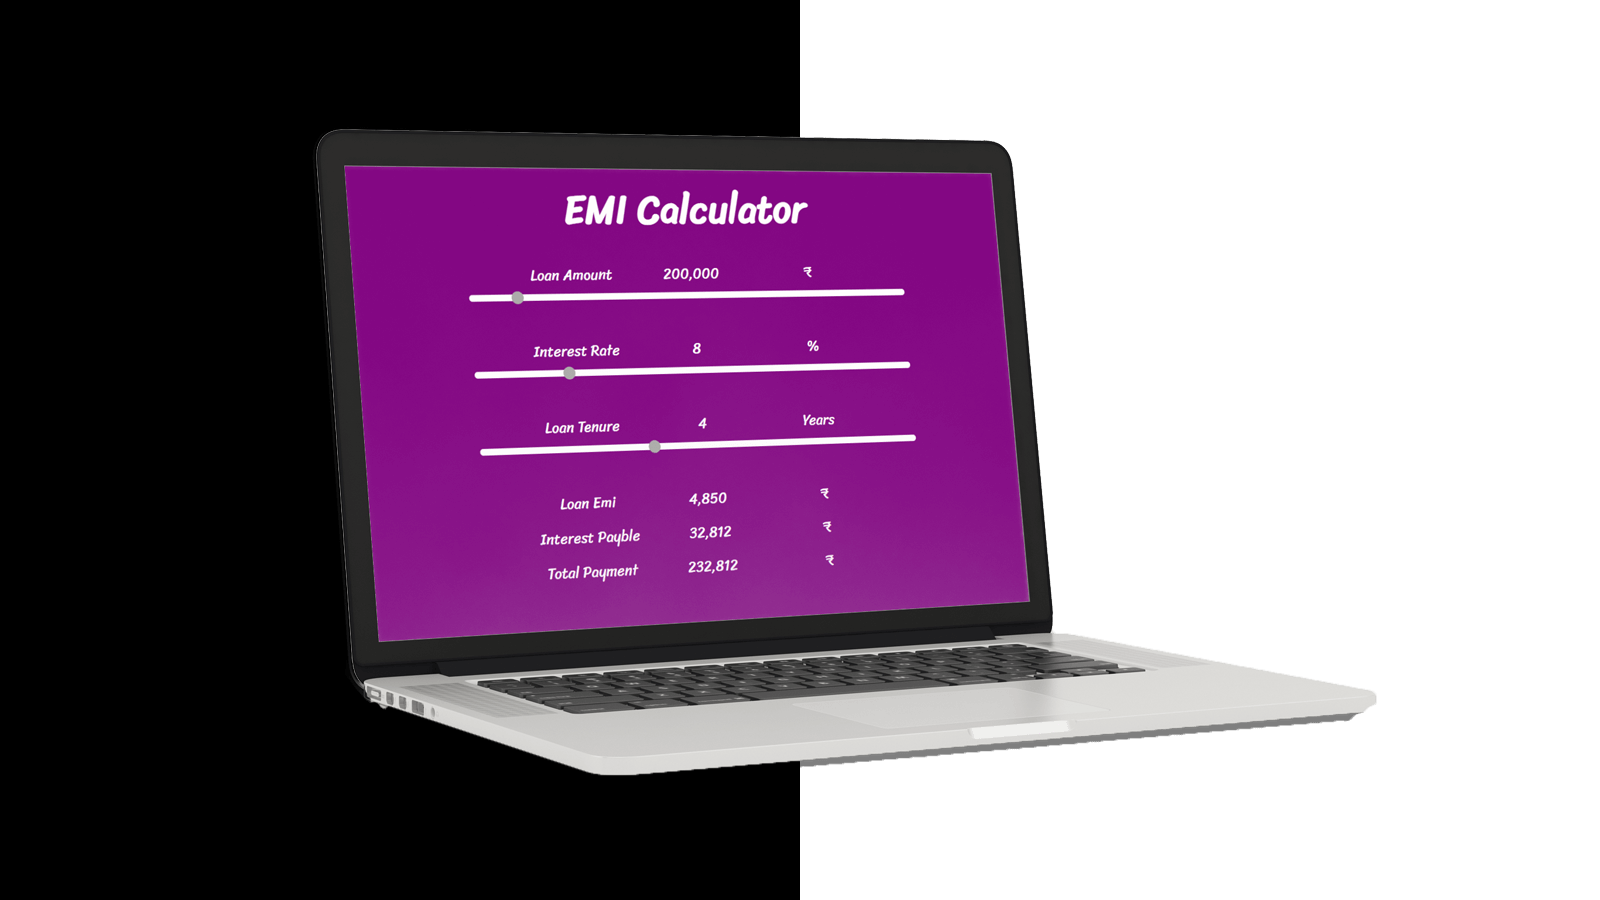 EMI Calculator
Loan Amount 200,000 ₹
Interest Rate 8 %
Loan Tenure 4 Years
Loan Emi 4,850 ₹
Interest Payble 32,812 ₹
Total Payment 232,812 ₹